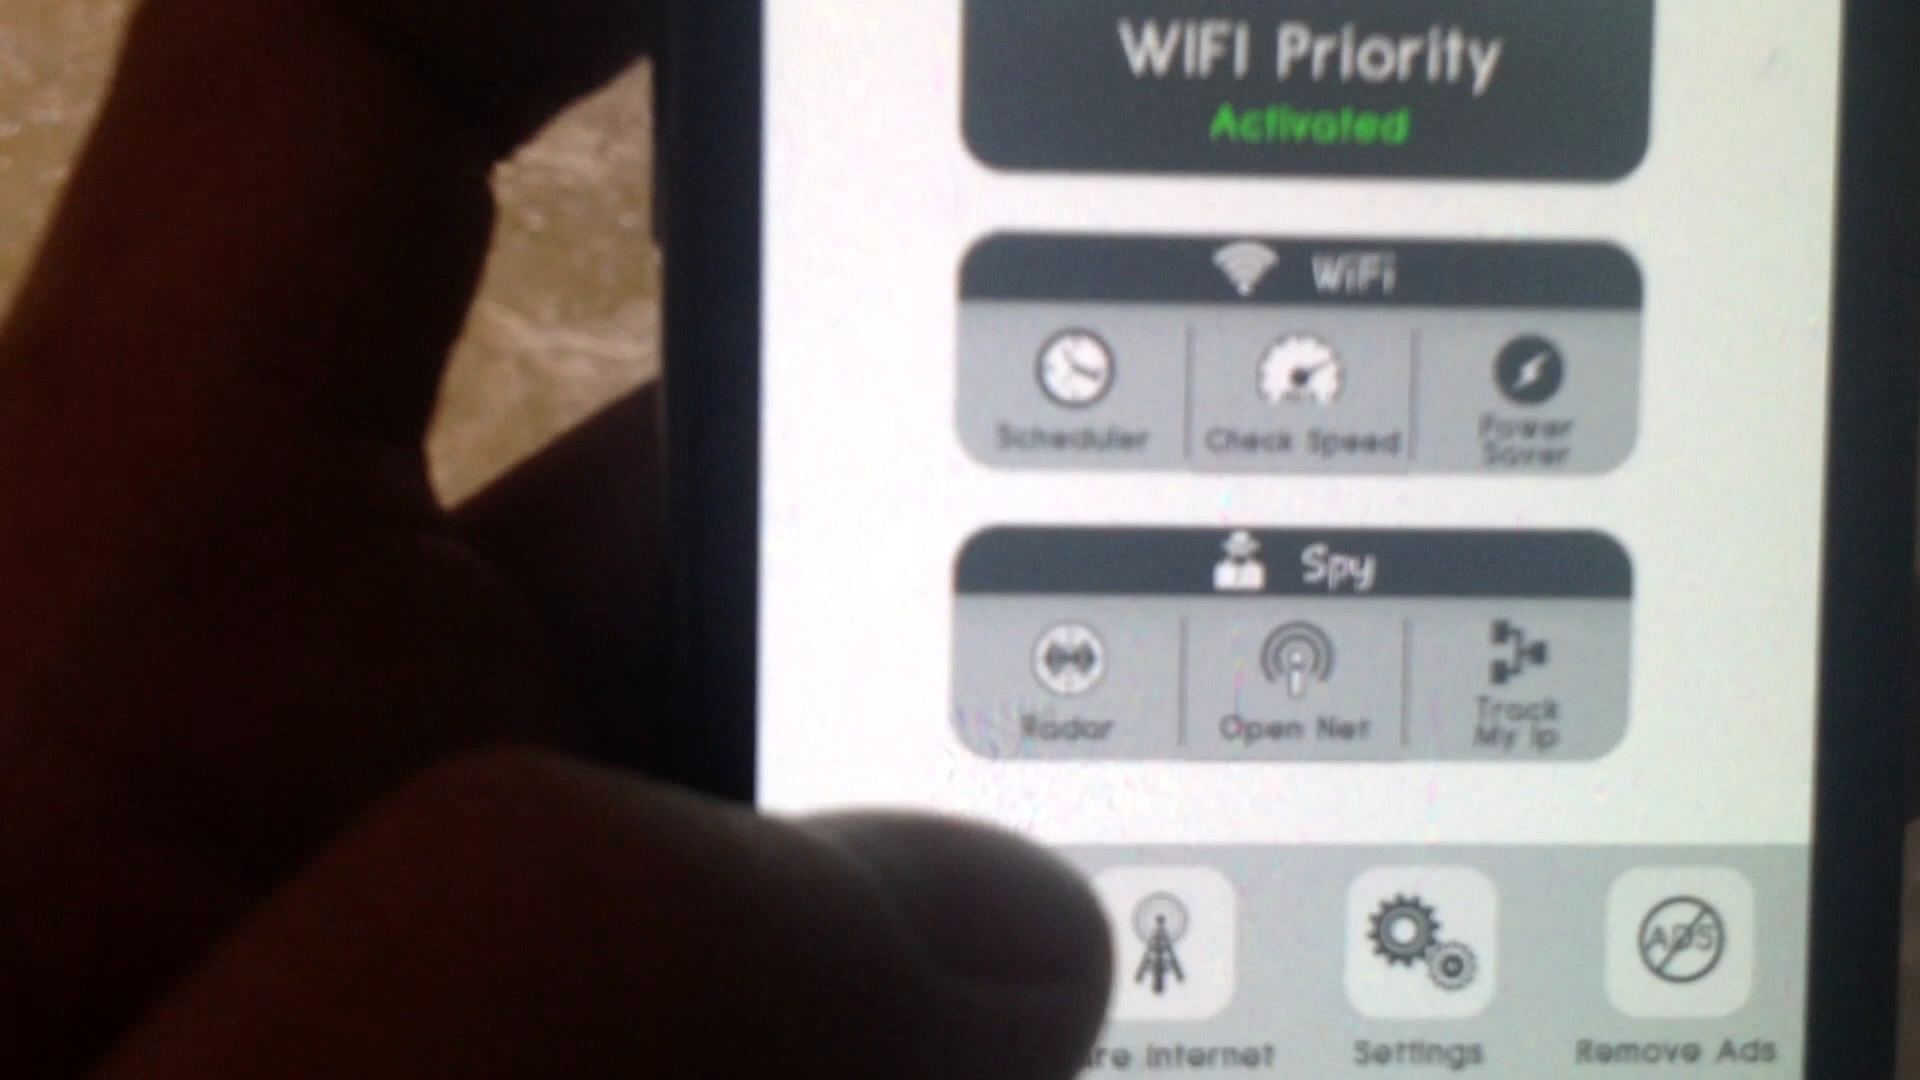 WIFI Priority
Activated
WiFi
Scheduler
Check Speed
Power
Saver
Spy
Radar
Open Net
Track
My Ip
Internet
Settings
ADS
Remove Ads